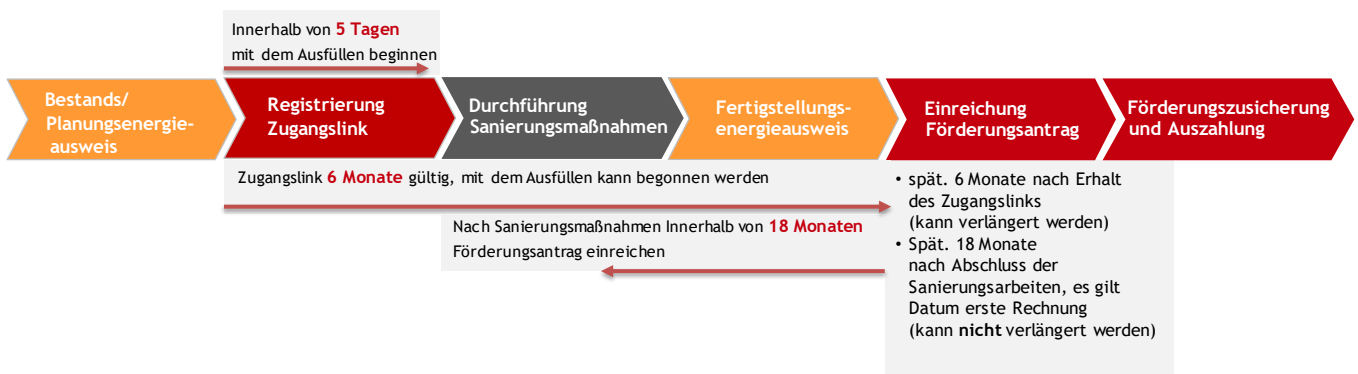 Innerhalb von 5 Tagen
mit dem Ausfüllen beginnen
Bestands/
Planungsenergie-
ausweis
Registrierung
Zugangslink
Durchführung
Sanierungsmaßnahmen
Fertigstellungs-
energieausweis
Einreichung
Förderungsantrag
Förderungszusicherung
und Auszahlung
Zugangslink 6 Monate gültig, mit dem Ausfüllen kann begonnen werden
Nach Sanierungsmaßnahmen Innerhalb von 18 Monaten
Förderungsantrag einreichen
• spät. 6 Monate nach Erhalt
des Zugangslinks
(kann verlängert werden)
• Spät. 18 Monate
nach Abschluss der
Sanierungsarbeiten, es gilt
Datum erste Rechnung
(kann nicht verlängert werden)